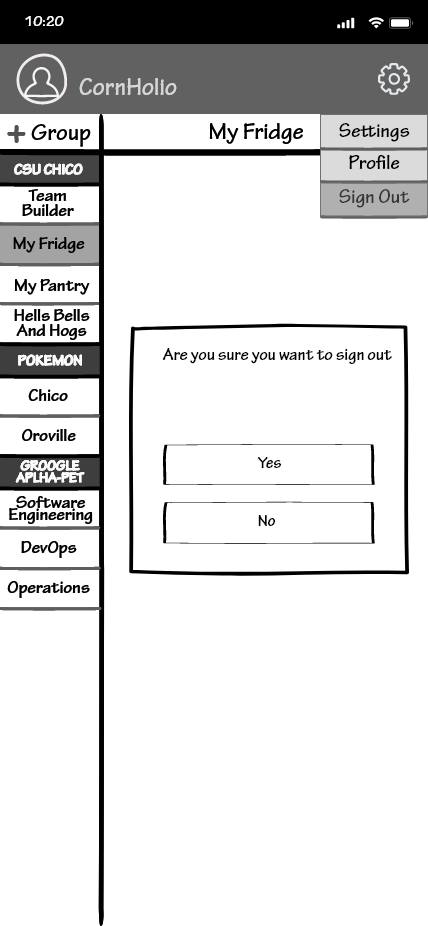 10:20
CornHolio
+ Group
My Fridge
Settings
Profile
Sign Out
CSU CHICO
Team
Builder
My Fridge
My Pantry
Hells Bells
And Hogs
POKEMON
Chico
Oroville
GROOGLE
APLHA-PET
Software
Engineering
DevOps
Operations
Are you sure you want to sign out
Yes
No